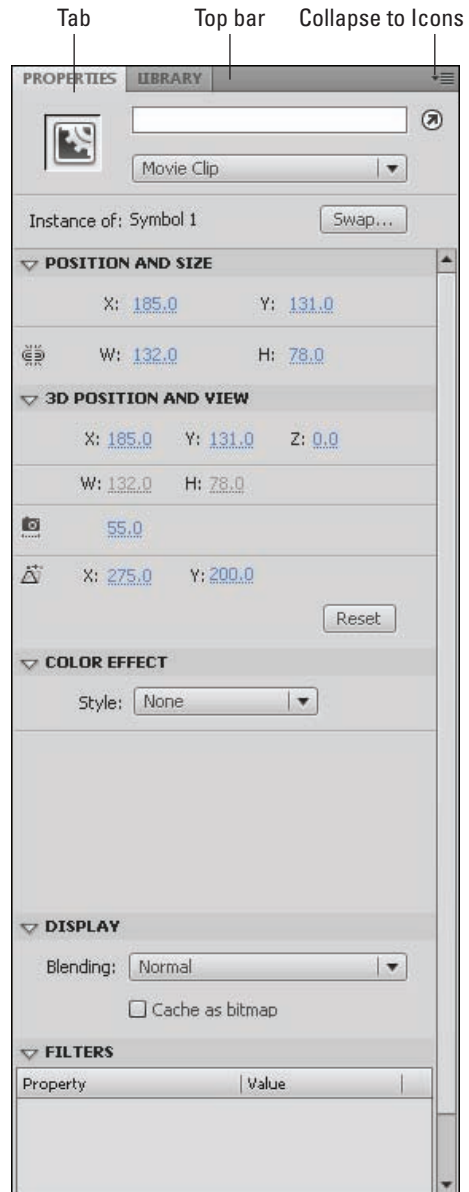 Tab Top bar Collapse to Icons
PROPERTIES LIBRARY
Movie Clip
Instance of: Symbol 1 Swap...
POSITION AND SIZE
X: 185.0 Y: 131.0
W: 132.0 H: 78.0
3D POSITION AND VIEW
X: 185.0 Y: 131.0 Z: 0.0
W: 132.0 H: 78.0
55.0
X: 275.0 Y: 200.0
Reset
COLOR EFFECT
Style: None
DISPLAY
Blending: Normal
Cache as bitmap
FILTERS
Property Value